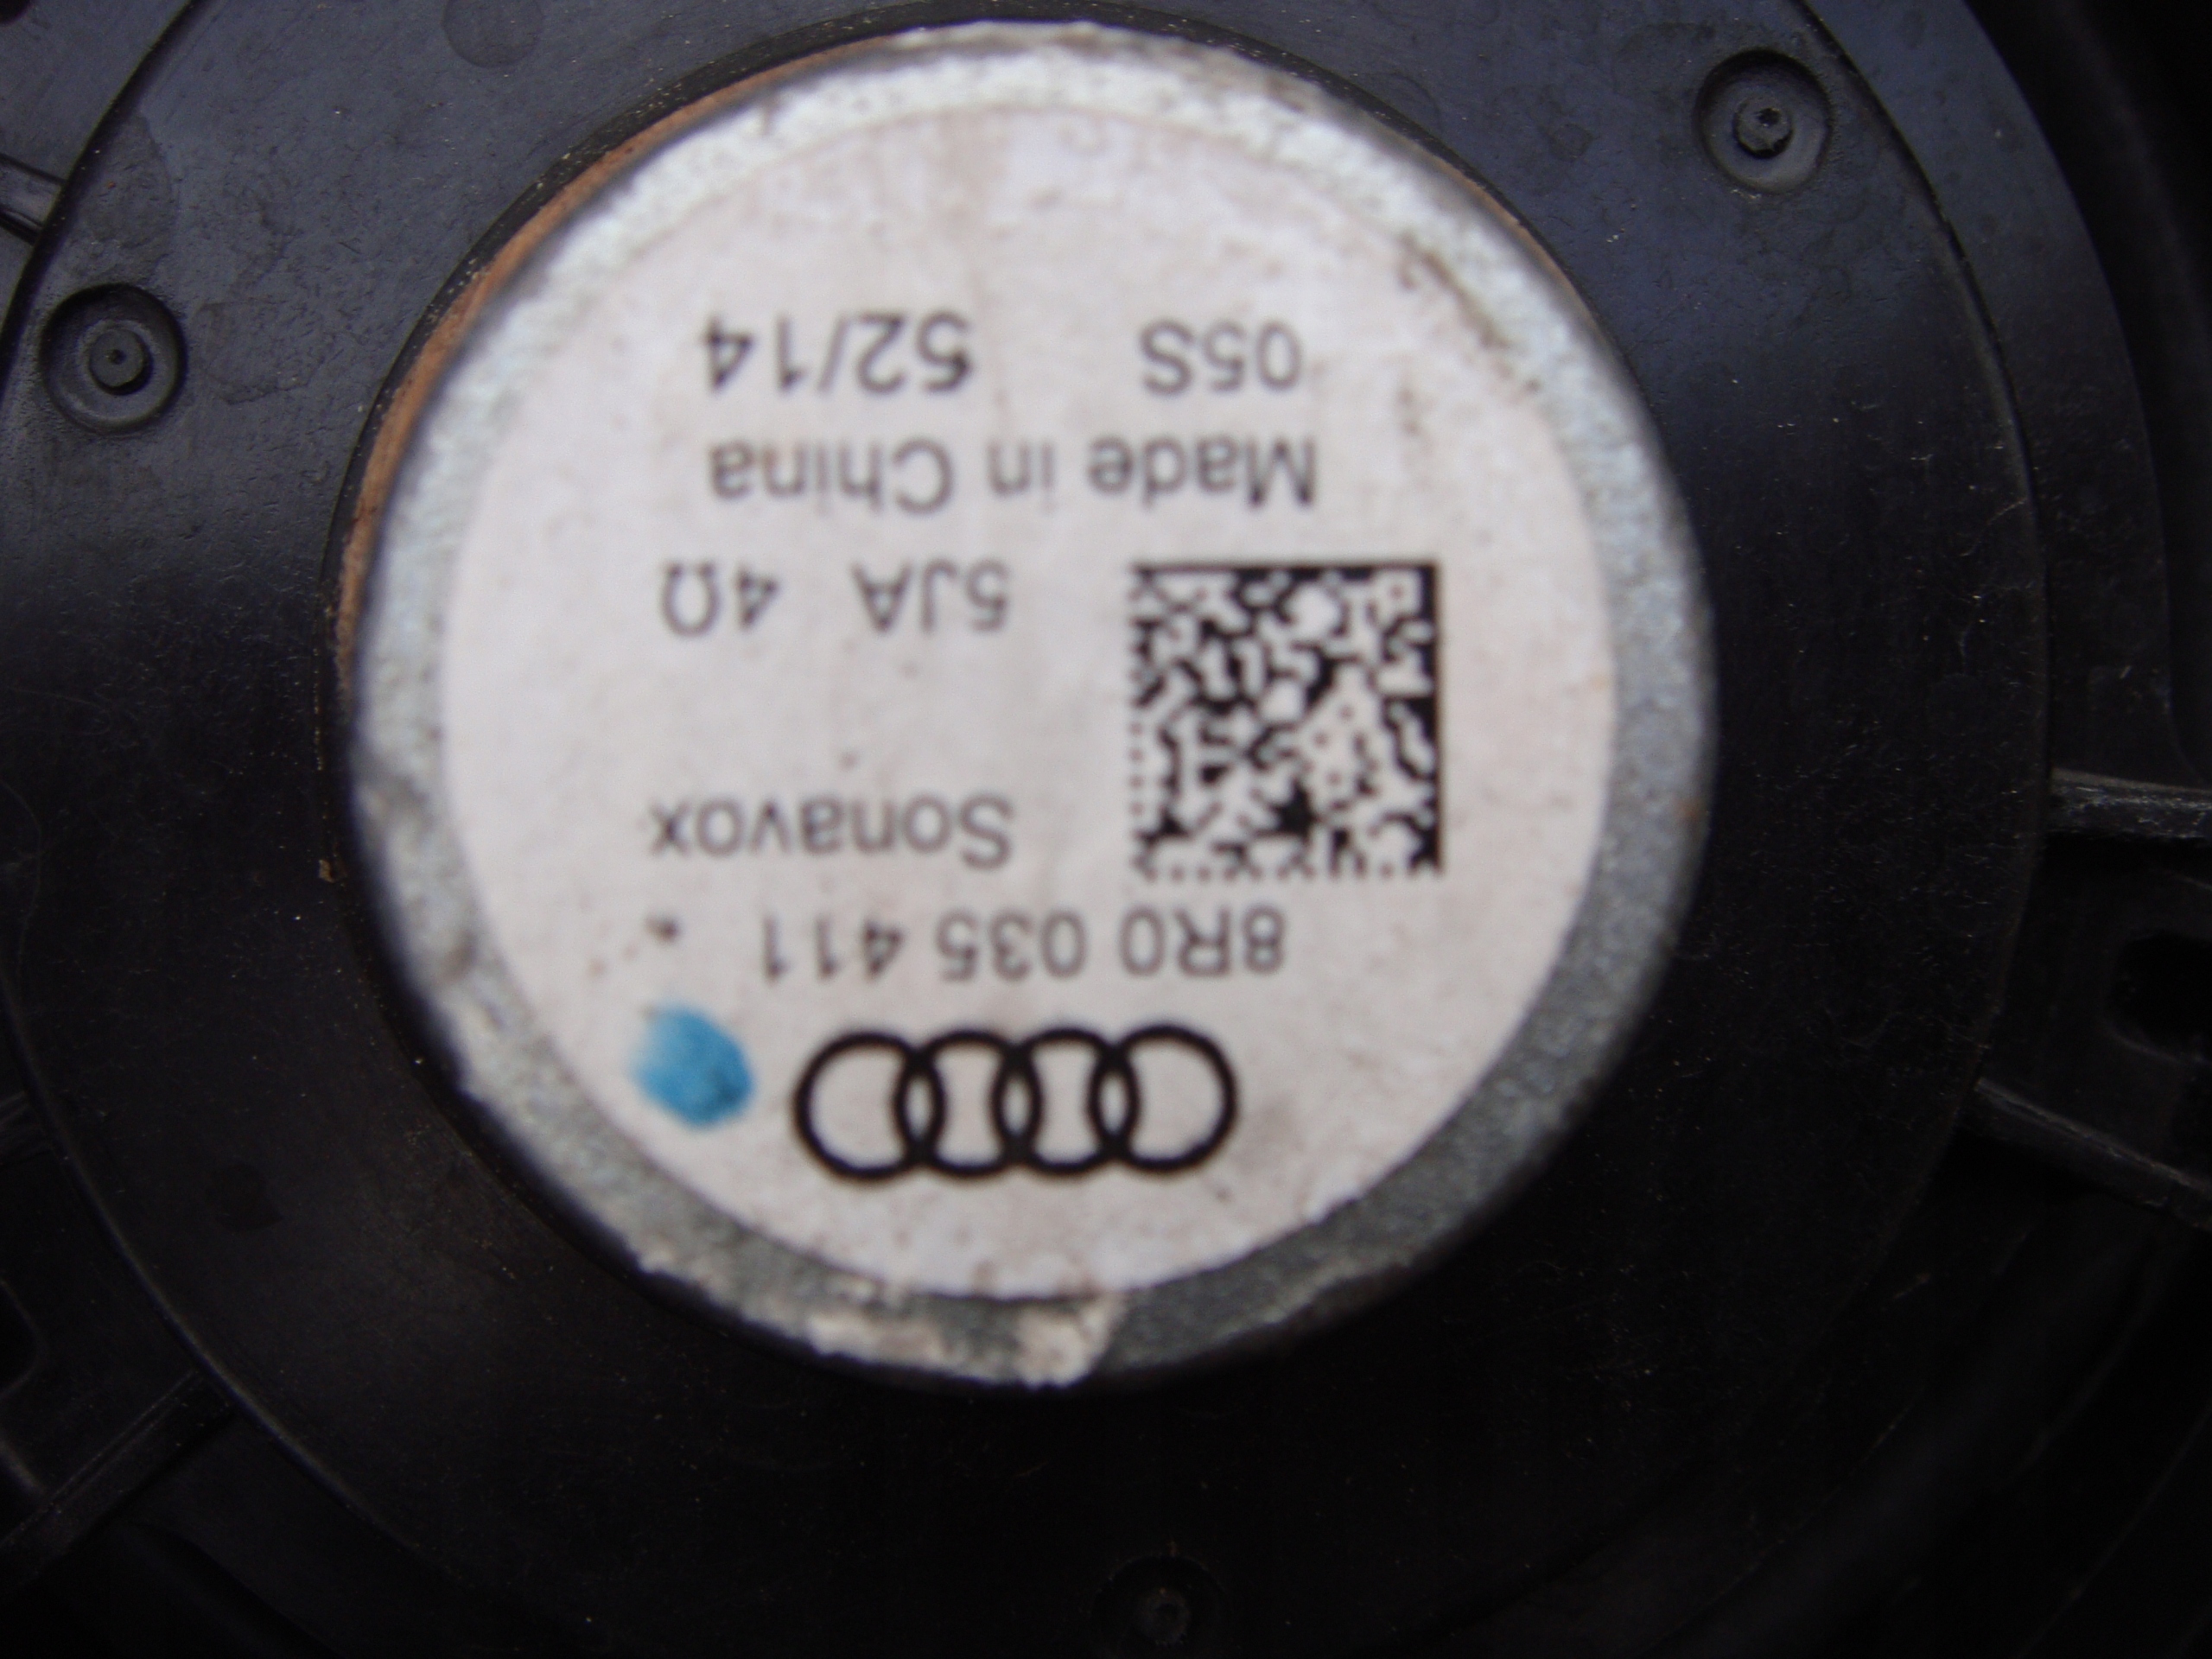 8R0 035 411 .
Sonavox
5JA 4Ω
Made in China
05S 52/14